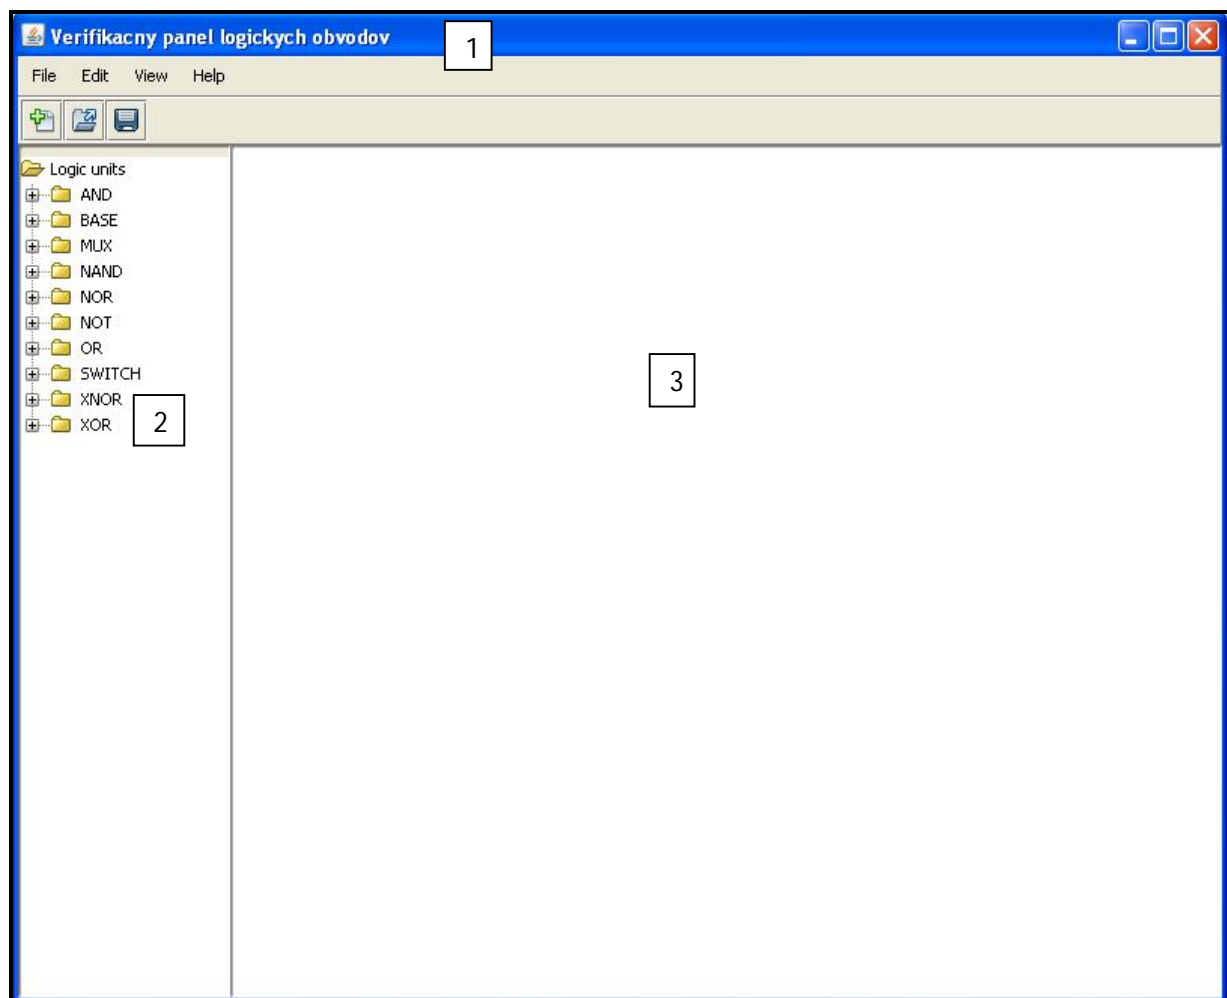 Verifikacny panel logickych obvodov
1
File Edit View Help
Logic units
AND
BASE
MUX
NAND
NOR
NOT
OR
SWITCH
XNOR
XOR
2
3